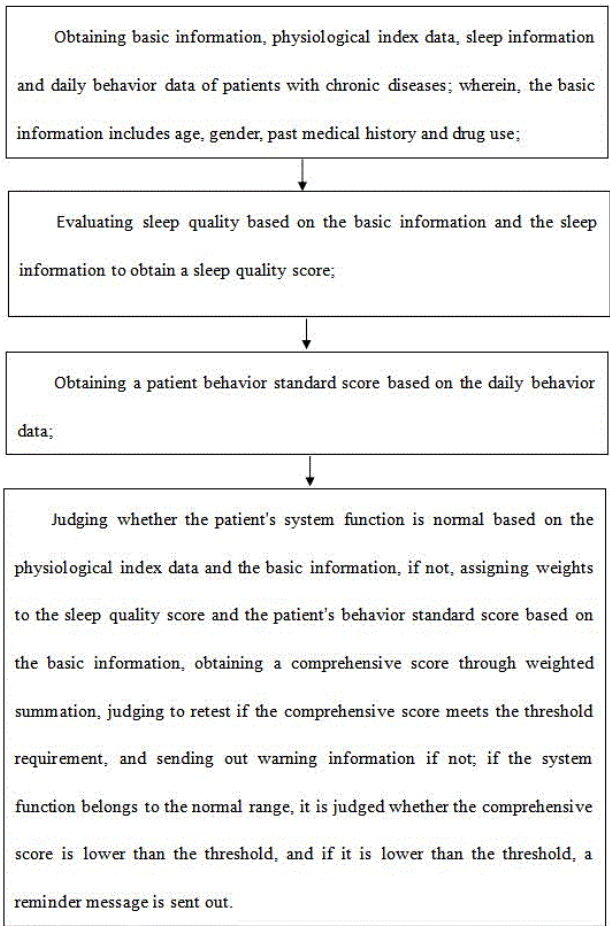 Obtaining basic information, physiological index data, sleep information
and daily behavior data of patients with chronic diseases; wherein, the basic
information includes age, gender, past medical history and drug use;
Evaluating sleep quality based on the basic information and the sleep
information to obtain a sleep quality score;
Obtaining a patient behavior standard score based on the daily behavior
data;
Judging whether the patient's system function is normal based on the
physiological index data and the basic information, if not, assigning weights
to the sleep quality score and the patient's behavior standard score based on
the basic information, obtaining a comprehensive score through weighted
summation, judging to retest if the comprehensive score meets the threshold
requirement, and sending out warning information if not; if the system
function belongs to the normal range, it is judged whether the comprehensive
score is lower than the threshold, and if it is lower than the threshold, a
reminder message is sent out.